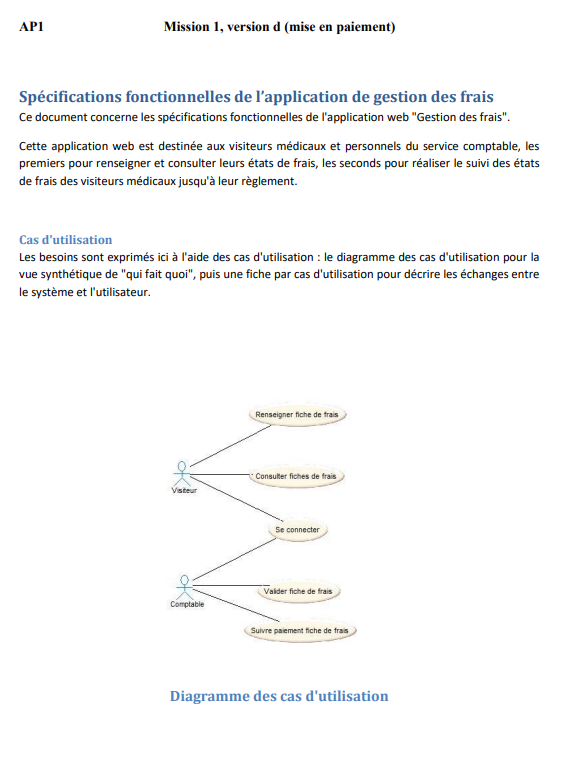 AP1 Mission 1, version d (mise en paiement)
Spécifications fonctionnelles de l'application de gestion des frais
Ce document concerne les spécifications fonctionnelles de l'application web "Gestion des frais".
Cette application web est destinée aux visiteurs médicaux et personnels du service comptable, les
premiers pour renseigner et consulter leurs états de frais, les seconds pour réaliser le suivi des états
de frais des visiteurs médicaux jusqu'à leur règlement.
Cas d'utilisation
Les besoins sont exprimés ici à l'aide des cas d'utilisation : le diagramme des cas d'utilisation pour la
vue synthétique de "qui fait quoi", puis une fiche par cas d'utilisation pour décrire les échanges entre
le système et l'utilisateur.
Renseigner fiche de frais
Consulter fiches de frais
Visiteur
Se connecter
Valider fiche de frais
Comptable
Suivre paiement fiche de frais
Diagramme des cas d'utilisation